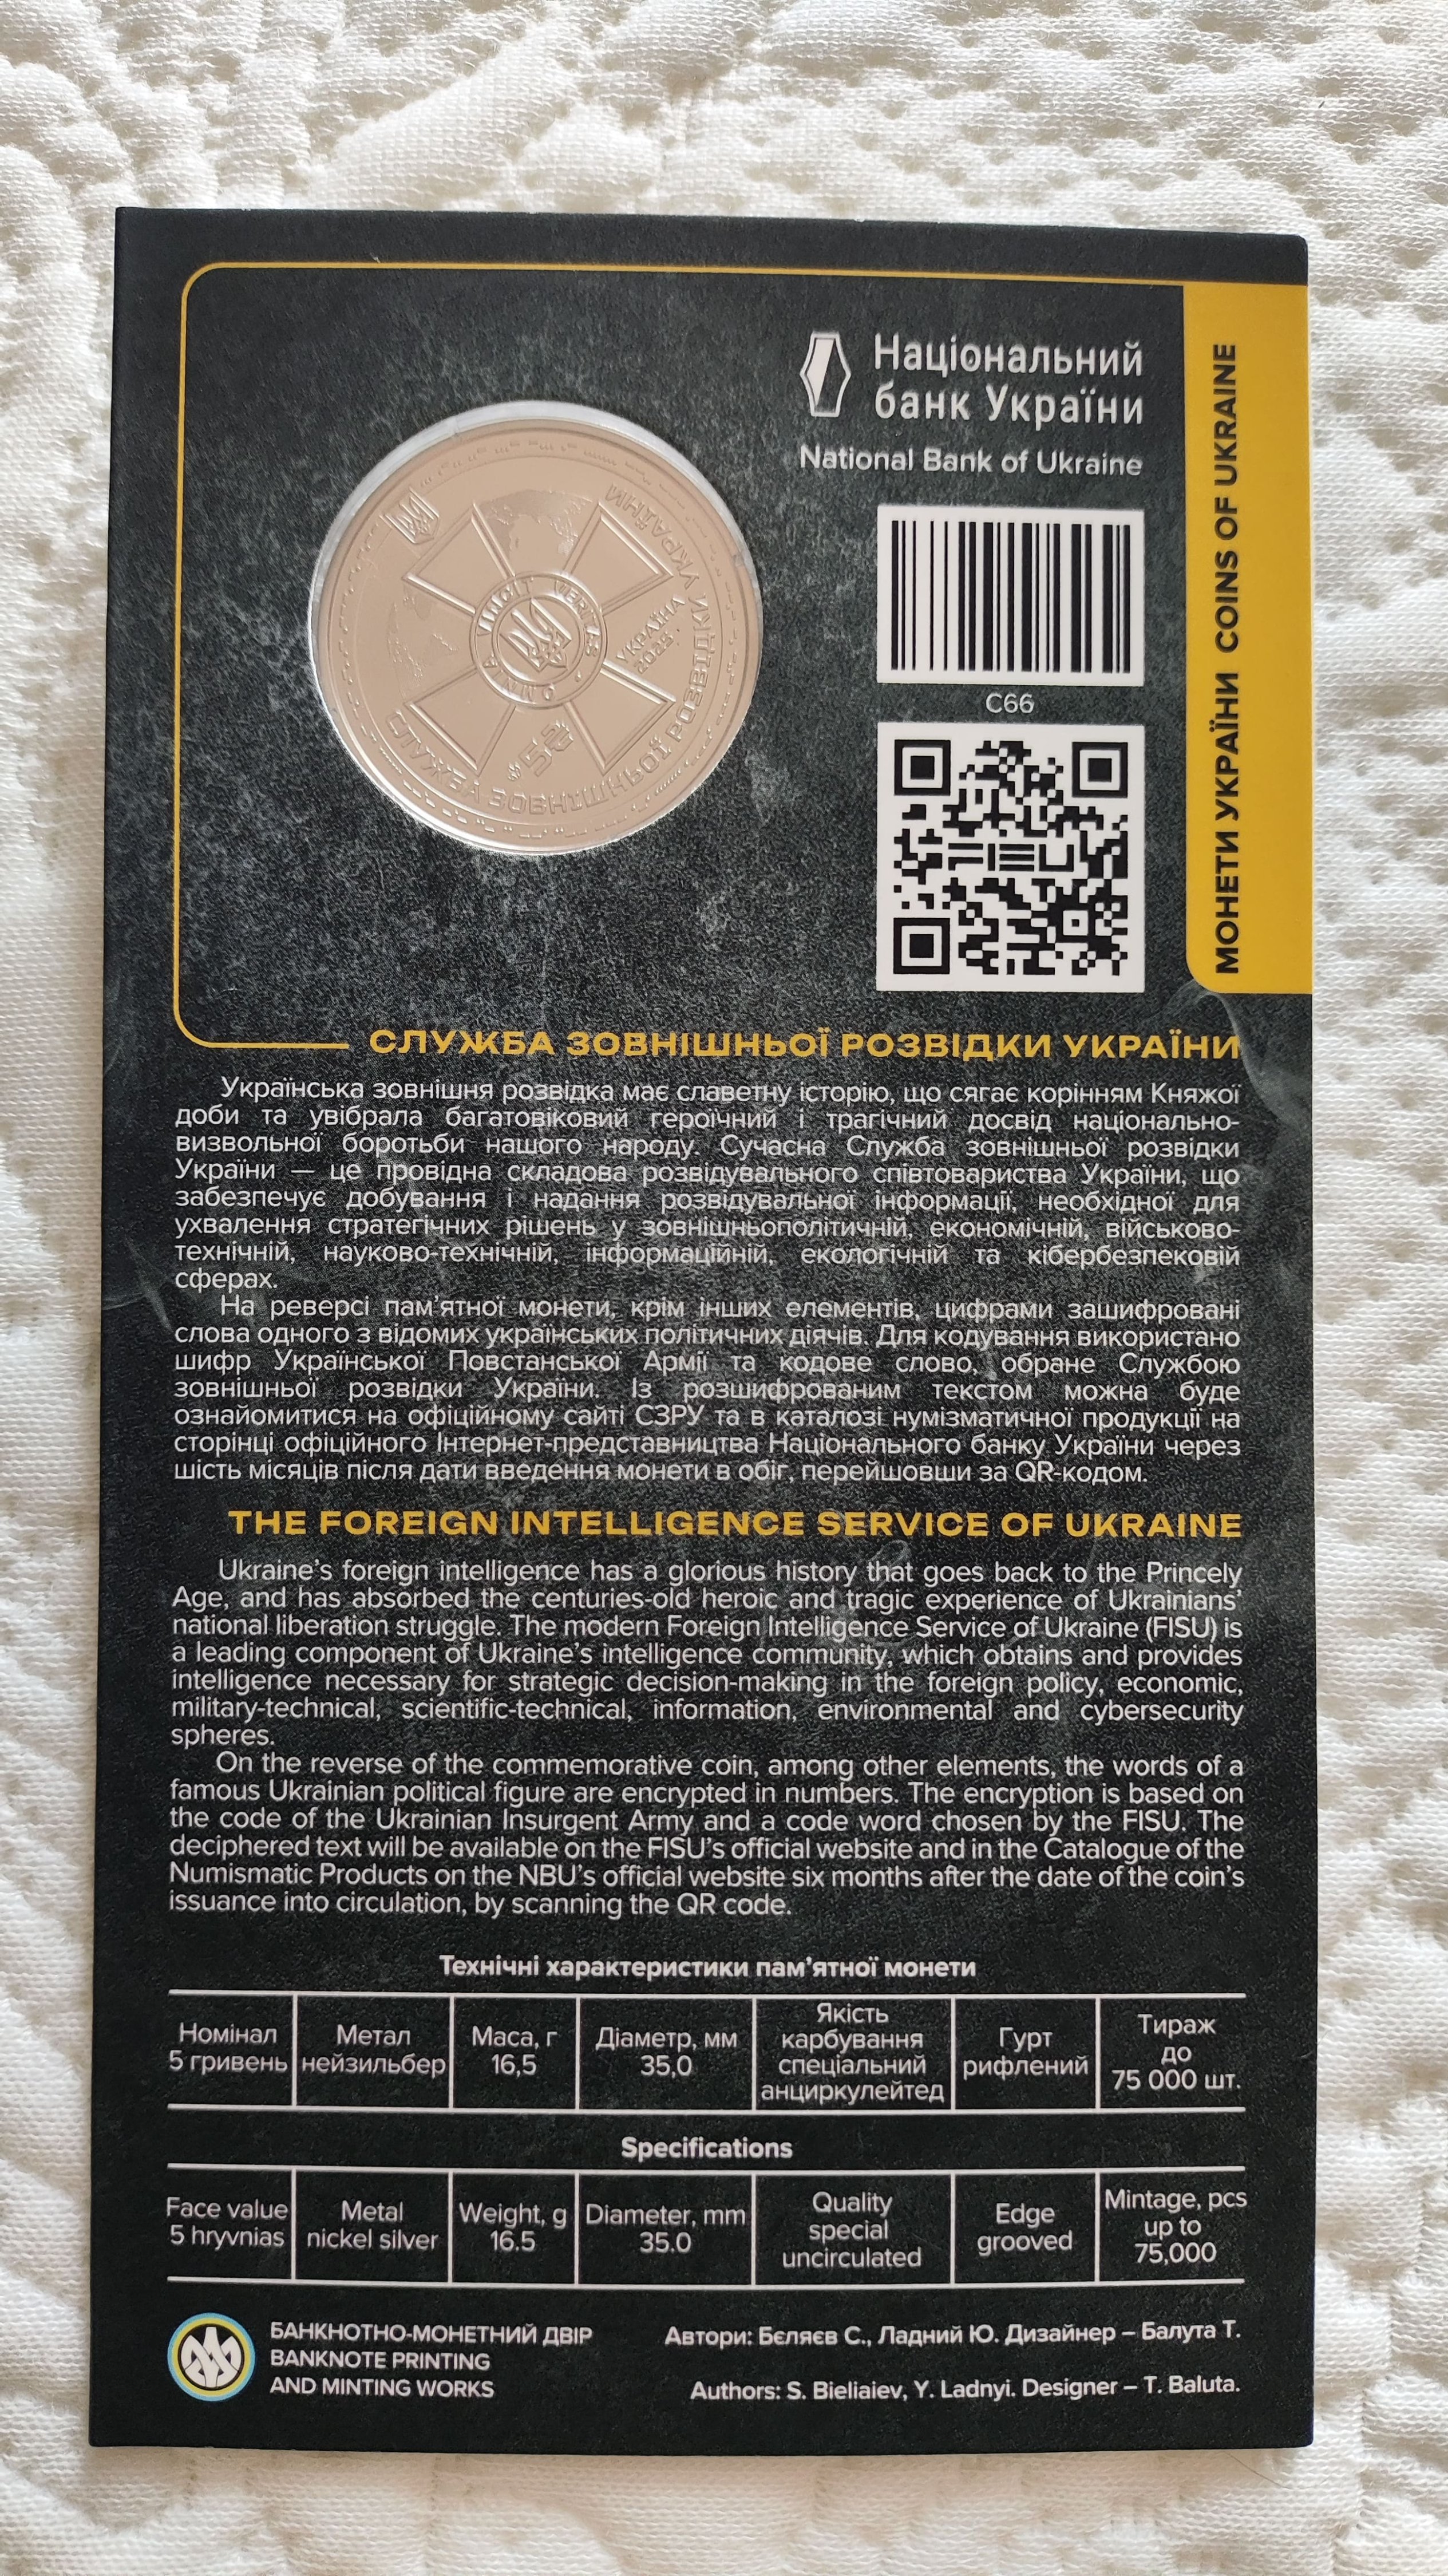 Національний
банк України
National Bank of Ukraine
МОНЕТИ УКРАЇНИ COINS OF UKRAINE
СЛУЖБА ЗОВНІШНЬОЇ РОЗВІДКИ УКРАЇНИ
OMNIA VINCIT VERITAS
УКРАЇНА
2025
5
C66
FISU
СЛУЖБА ЗОВНІШНЬОЇ РОЗВІДКИ УКРАЇНИ
Українська зовнішня розвідка має славетну історію, що сягає корінням Княжої
доби та увібрала багатовіковий героїчний і трагічний досвід національно-
визвольної боротьби нашого народу. Сучасна Служба зовнішньої розвідки
України — це провідна складова розвідувального співтовариства України, що
забезпечує добування і надання розвідувальної інформації, необхідної для
ухвалення стратегічних рішень у зовнішньополітичній, економічній, військово-
технічній, науково-технічній, інформаційній, екологічній та кібербезпековій
сферах.
На реверсі пам’ятної монети, крім інших елементів, цифрами зашифровані
слова одного з відомих українських політичних діячів. Для кодування використано
шифр Української Повстанської Армії та кодове слово, обране Службою
зовнішньої розвідки України. Із розшифрованим текстом можна буде
ознайомитися на офіційному сайті СЗРУ та в каталозі нумізматичної продукції на
сторінці офіційного Інтернет-представництва Національного банку України через
шість місяців після дати введення монети в обіг, перейшовши за QR-кодом.
THE FOREIGN INTELLIGENCE SERVICE OF UKRAINE
Ukraine’s foreign intelligence has a glorious history that goes back to the Princely
Age, and has absorbed the centuries-old heroic and tragic experience of Ukrainians’
national liberation struggle. The modern Foreign Intelligence Service of Ukraine (FISU) is
a leading component of Ukraine’s intelligence community, which obtains and provides
intelligence necessary for strategic decision-making in the foreign policy, economic,
military-technical, scientific-technical, information, environmental and cybersecurity
spheres.
On the reverse of the commemorative coin, among other elements, the words of a
famous Ukrainian political figure are encrypted in numbers. The encryption is based on
the code of the Ukrainian Insurgent Army and a code word chosen by the FISU. The
deciphered text will be available on the FISU’s official website and in the Catalogue of the
Numismatic Products on the NBU’s official website six months after the date of the coin’s
issuance into circulation, by scanning the QR code.
Технічні характеристики пам’ятної монети
Номінал
5 гривень
Метал
нейзильбер
Маса, г
16,5
Діаметр, мм
35,0
Якість
карбування
спеціальний
анциркулейтед
Гурт
рифлений
Тираж
до
75 000 шт.
Specifications
Face value
5 hryvnias
Metal
nickel silver
Weight, g
16.5
Diameter, mm
35.0
Quality
special
uncirculated
Edge
grooved
Mintage, pcs
up to
75,000
БАНКНОТНО-МОНЕТНИЙ ДВІР
BANKNOTE PRINTING
AND MINTING WORKS
Автори: Бєляєв С., Ладний Ю. Дизайнер – Балута Т.
Authors: S. Bieliaiev, Y. Ladnyi. Designer – T. Baluta.